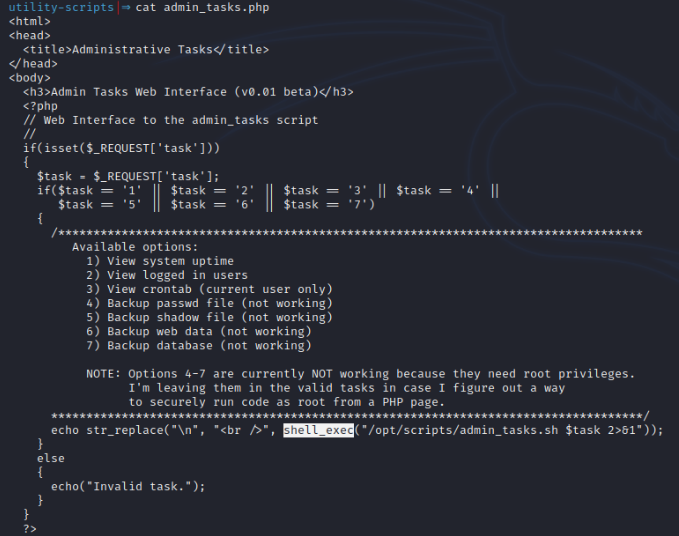 utility-scripts|⇒ cat admin_tasks.php
<html>
<head>
  <title>Administrative Tasks</title>
</head>
<body>
  <h3>Admin Tasks Web Interface (v0.01 beta)</h3>
  <?php
  // Web Interface to the admin_tasks script
  //
  if(isset($_REQUEST['task']))
  {
    $task = $_REQUEST['task'];
    if($task == '1' || $task == '2' || $task == '3' || $task == '4' ||
       $task == '5' || $task == '6' || $task == '7')
    {
      /***********************************************************************************
         Available options:
           1) View system uptime
           2) View logged in users
           3) View crontab (current user only)
           4) Backup passwd file (not working)
           5) Backup shadow file (not working)
           6) Backup web data (not working)
           7) Backup database (not working)

           NOTE: Options 4-7 are currently NOT working because they need root privileges.
                 I'm leaving them in the valid tasks in case I figure out a way
                 to securely run code as root from a PHP page.
      ***********************************************************************************/
      echo str_replace("\n", "<br />", shell_exec("/opt/scripts/admin_tasks.sh $task 2>&1"));
    }
    else
    {
      echo("Invalid task.");
    }
  }
  ?>